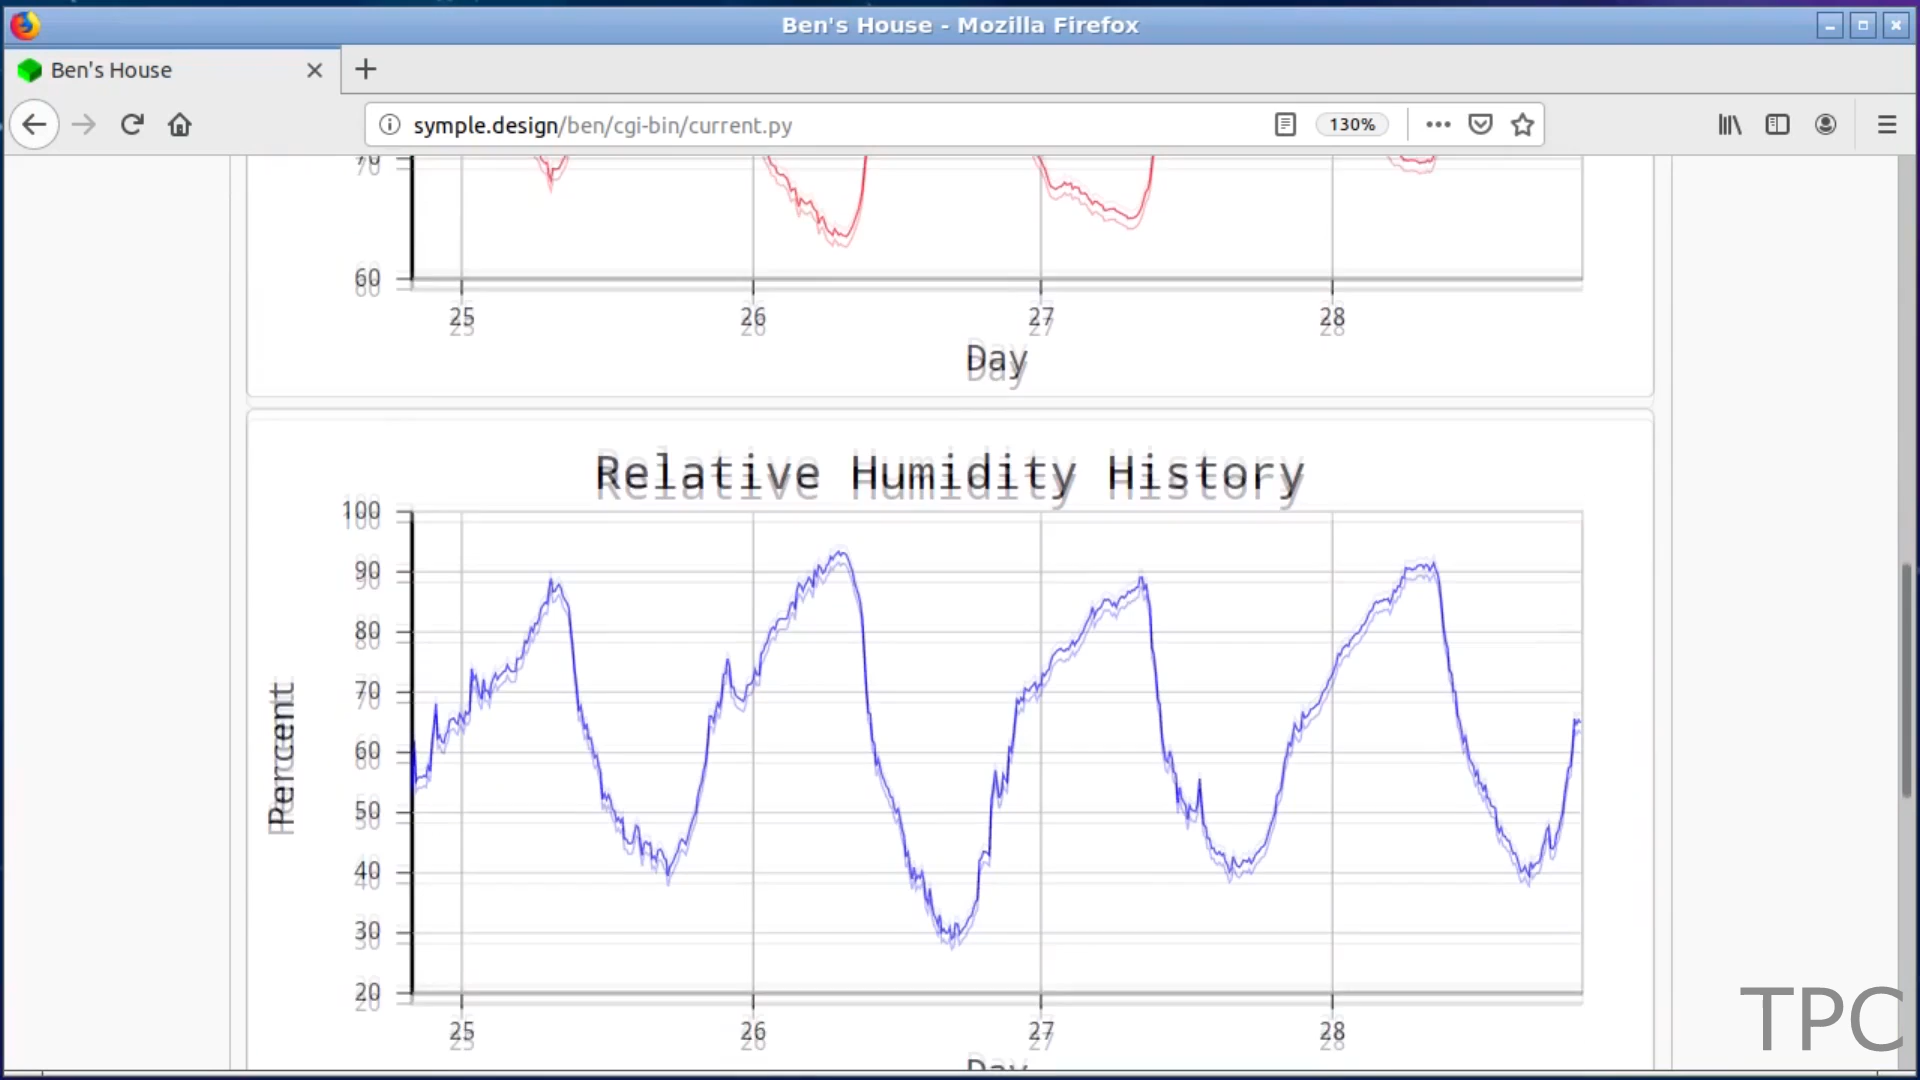 Ben's House - Mozilla Firefox
Ben's House
symple.design/ben/cgi-bin/current.py
130%
70
60
25 26 27 28
Day
Relative Humidity History
100
90
80
70
60
50
40
30
20
Percent
25 26 27 28
Day
TPC